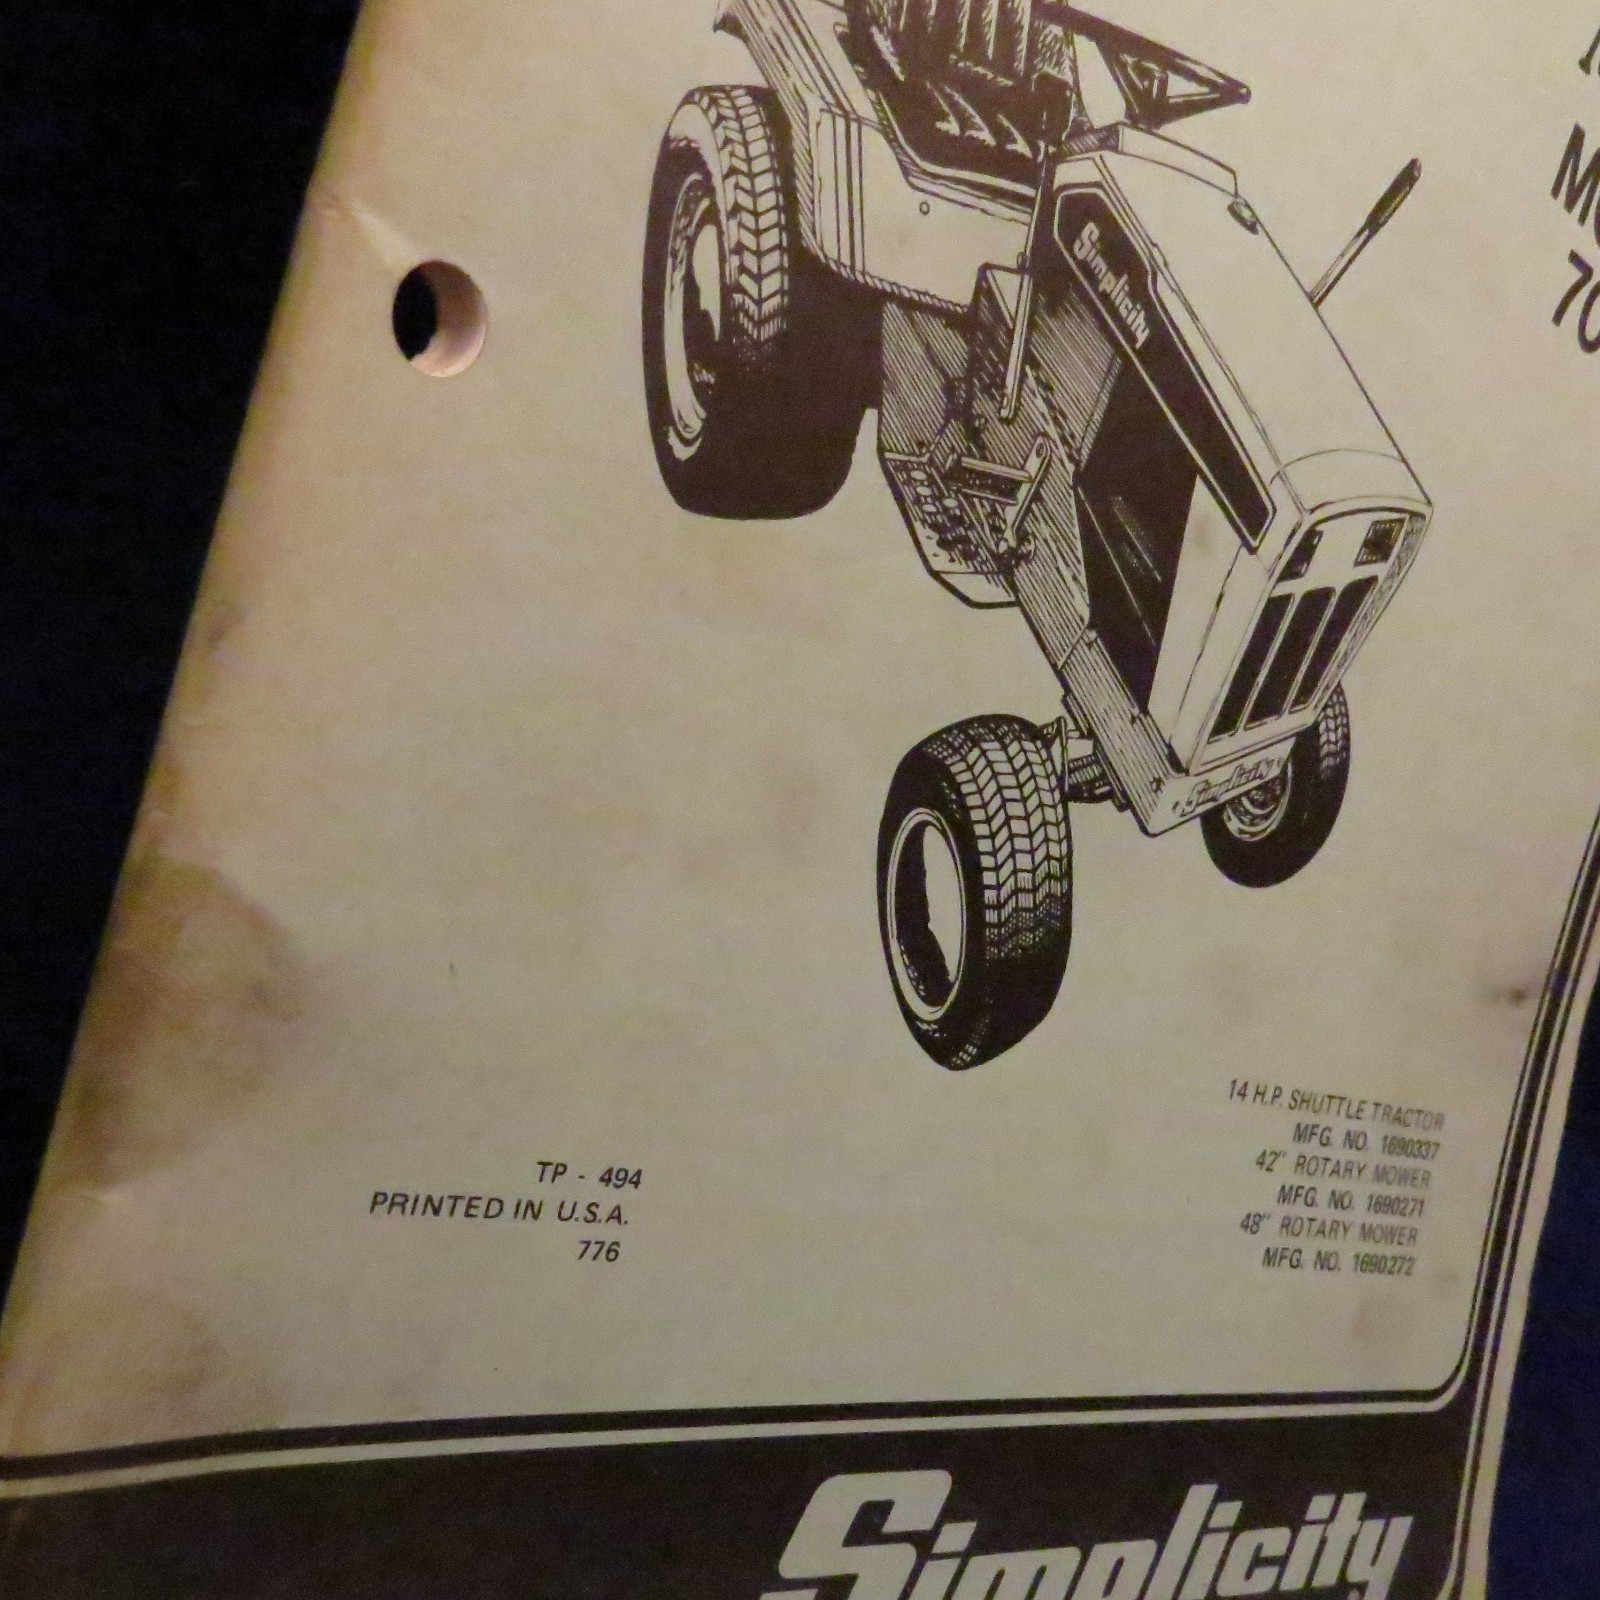 Simplicity
Simplicity
14 H.P. SHUTTLE TRACTOR
MFG. NO. 1690337
42" ROTARY MOWER
MFG. NO. 1690271
48" ROTARY MOWER
MFG. NO. 1690272
TP - 494
PRINTED IN U.S.A.
776
Simplicity